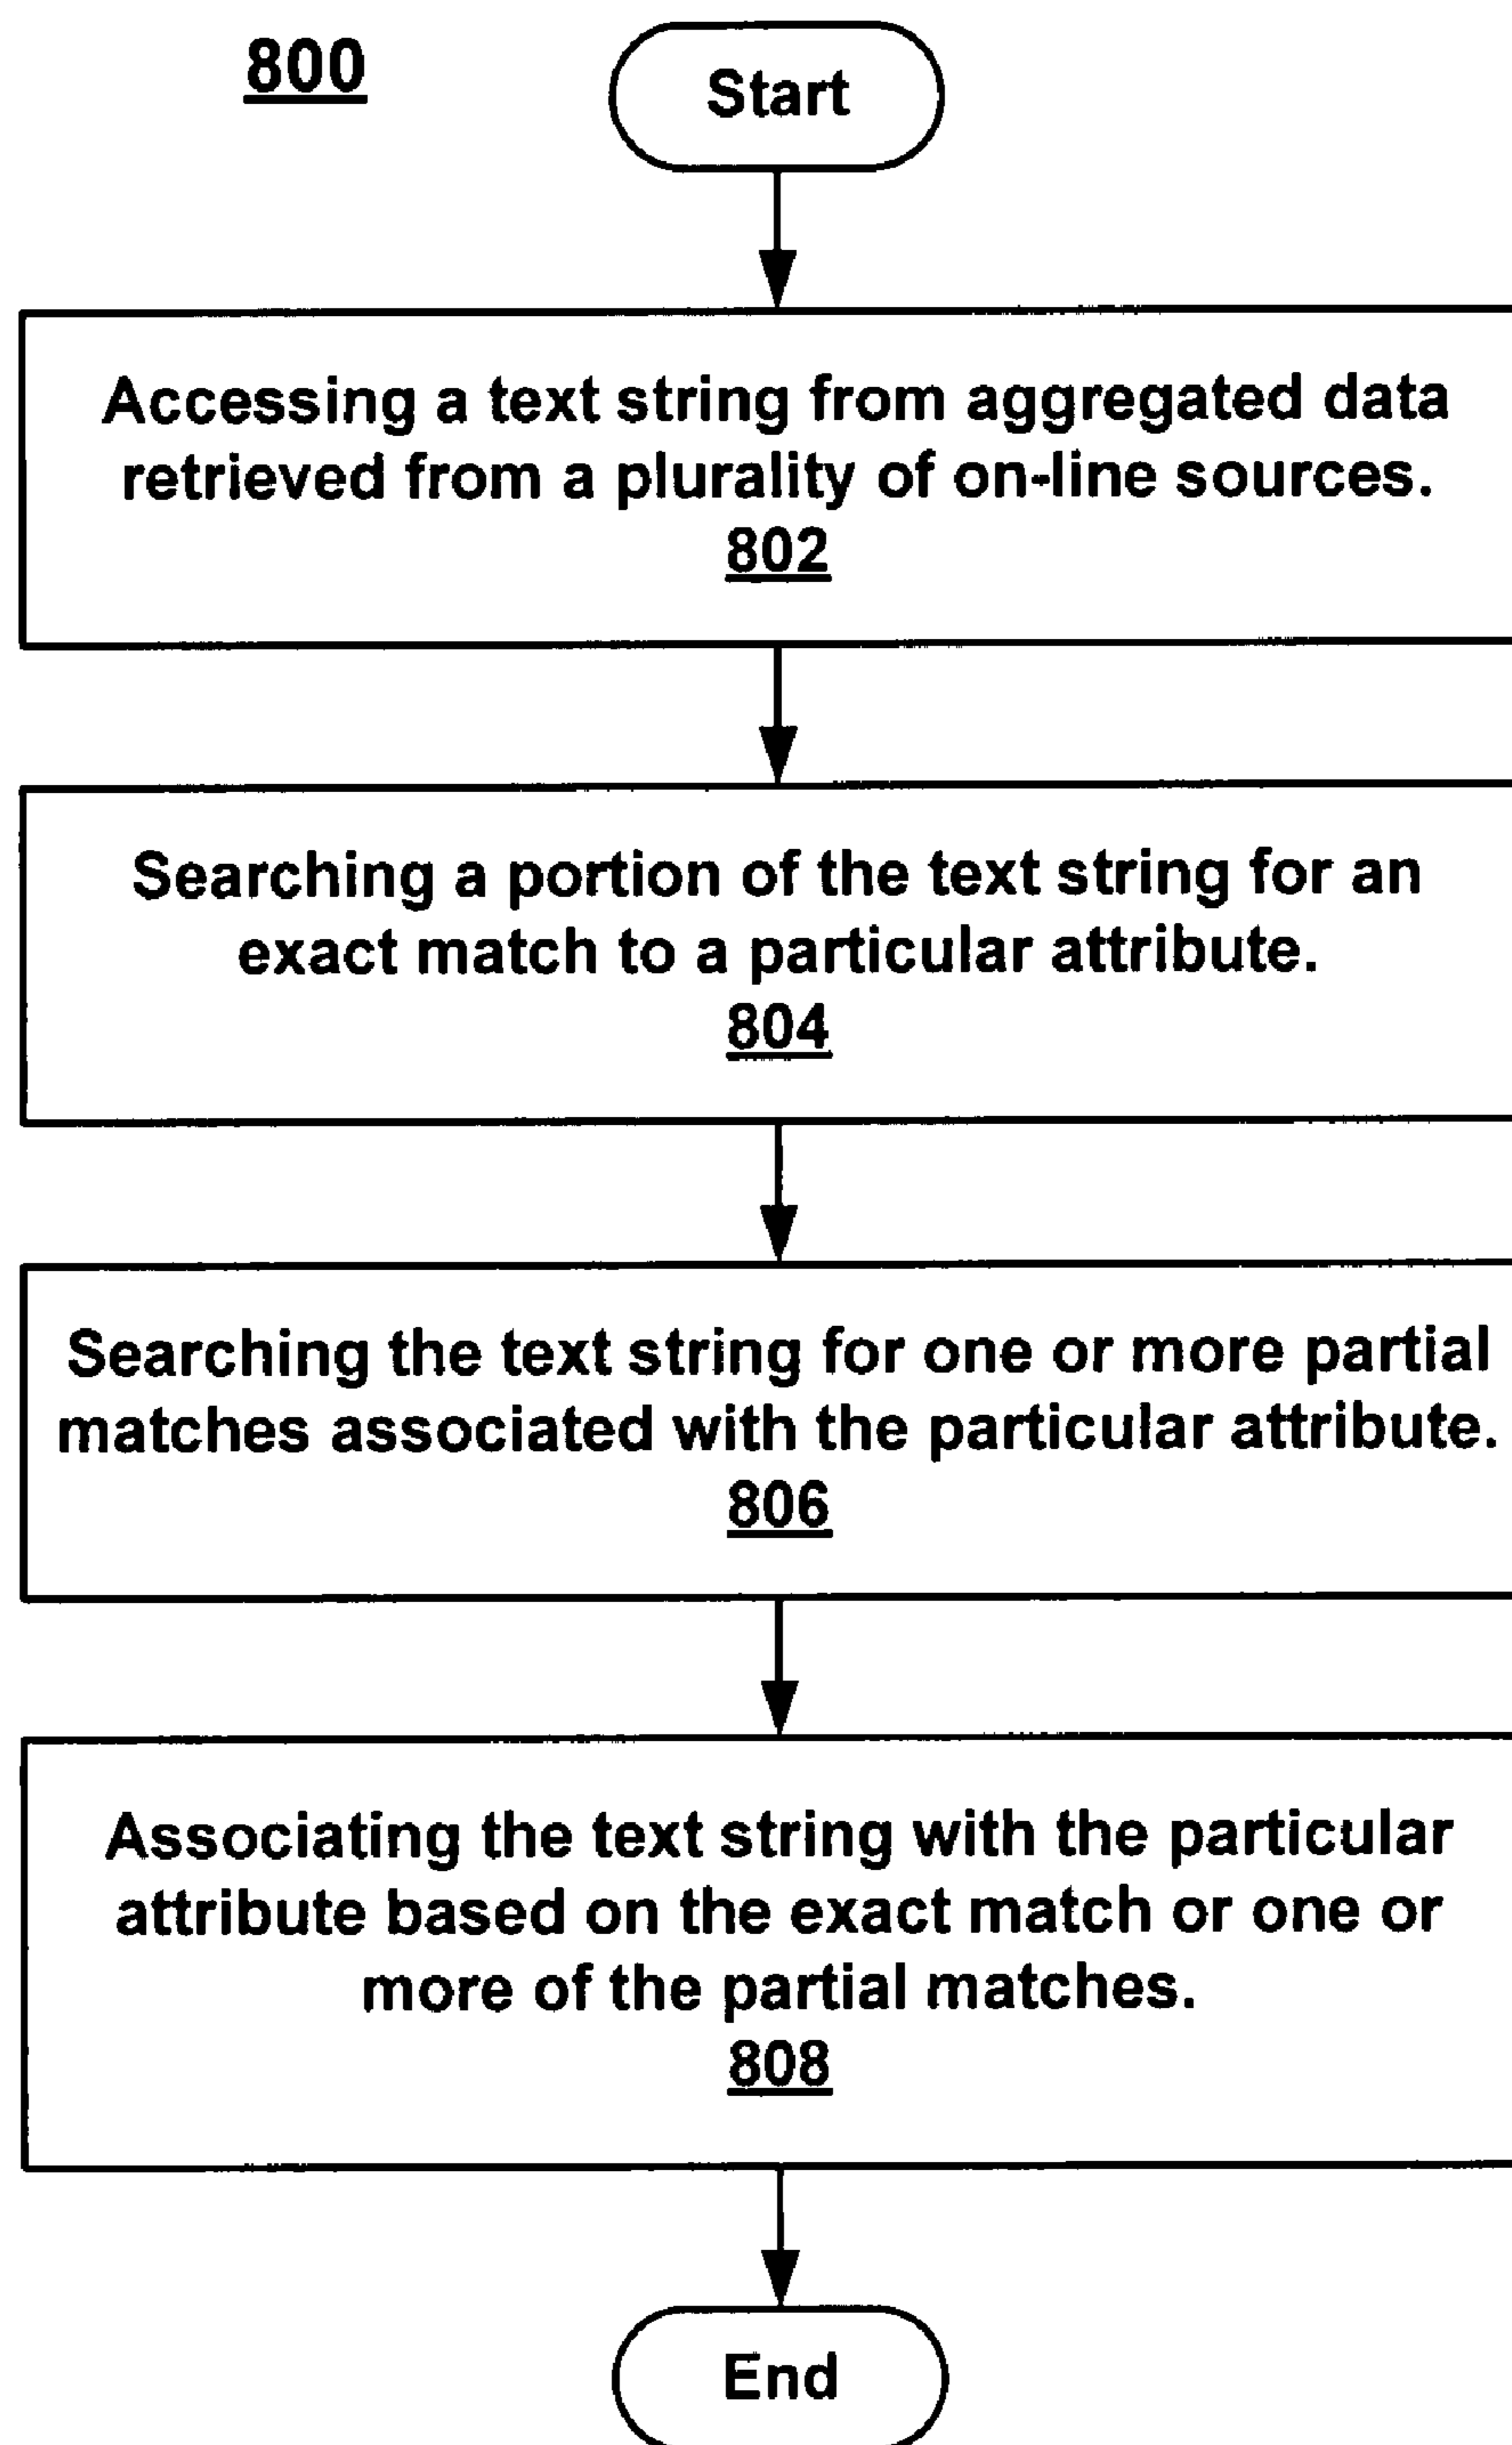 800
Start
Accessing a text string from aggregated data
retrieved from a plurality of on-line sources.
802
Searching a portion of the text string for an
exact match to a particular attribute.
804
Searching the text string for one or more partial
matches associated with the particular attribute.
806
Associating the text string with the particular
attribute based on the exact match or one or
more of the partial matches.
808
End